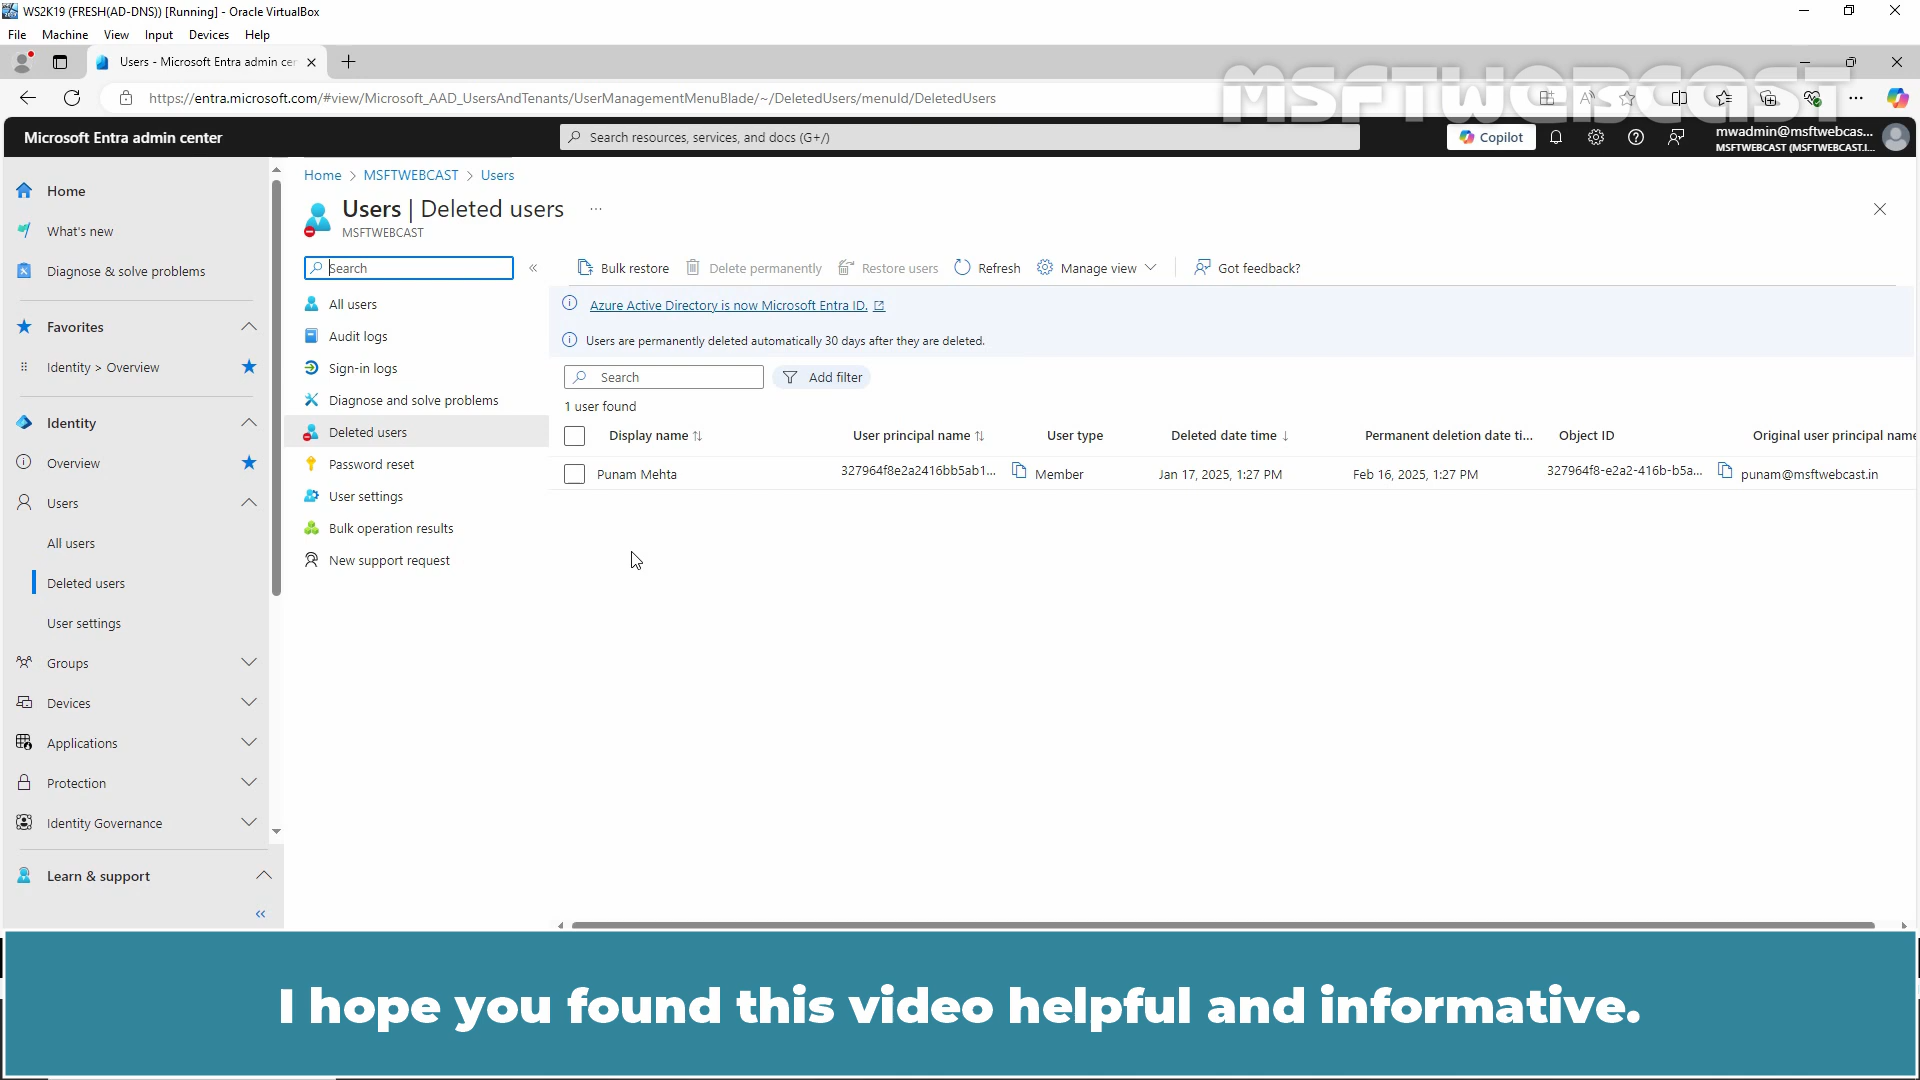 WS2K19 (FRESH(AD-DNS)) [Running] - Oracle VirtualBox
File Machine View Input Devices Help
Users - Microsoft Entra admin cer
https://entra.microsoft.com/#view/Microsoft_AAD_UsersAndTenants/UserManagementMenuBlade/~/DeletedUsers/menuId/DeletedUsers
MSFTWEBCAST
Microsoft Entra admin center
Search resources, services, and docs (G+/)
Copilot
mwadmin@msftwebcas...
MSFTWEBCAST (MSFTWEBCAST.I...
Home
What's new
Diagnose & solve problems
Favorites
Identity > Overview
Identity
Overview
Users
All users
Deleted users
User settings
Groups
Devices
Applications
Protection
Identity Governance
Learn & support
«
Home > MSFTWEBCAST > Users
Users | Deleted users ...
MSFTWEBCAST
Search «
All users
Audit logs
Sign-in logs
Diagnose and solve problems
Deleted users
Password reset
User settings
Bulk operation results
New support request
Bulk restore Delete permanently Restore users Refresh Manage view Got feedback?
Azure Active Directory is now Microsoft Entra ID.
Users are permanently deleted automatically 30 days after they are deleted.
Search Add filter
1 user found
Display name User principal name User type Deleted date time Permanent deletion date ti... Object ID Original user principal name
Punam Mehta 327964f8e2a2416bb5ab1... Member Jan 17, 2025, 1:27 PM Feb 16, 2025, 1:27 PM 327964f8-e2a2-416b-b5a... punam@msftwebcast.in
I hope you found this video helpful and informative.